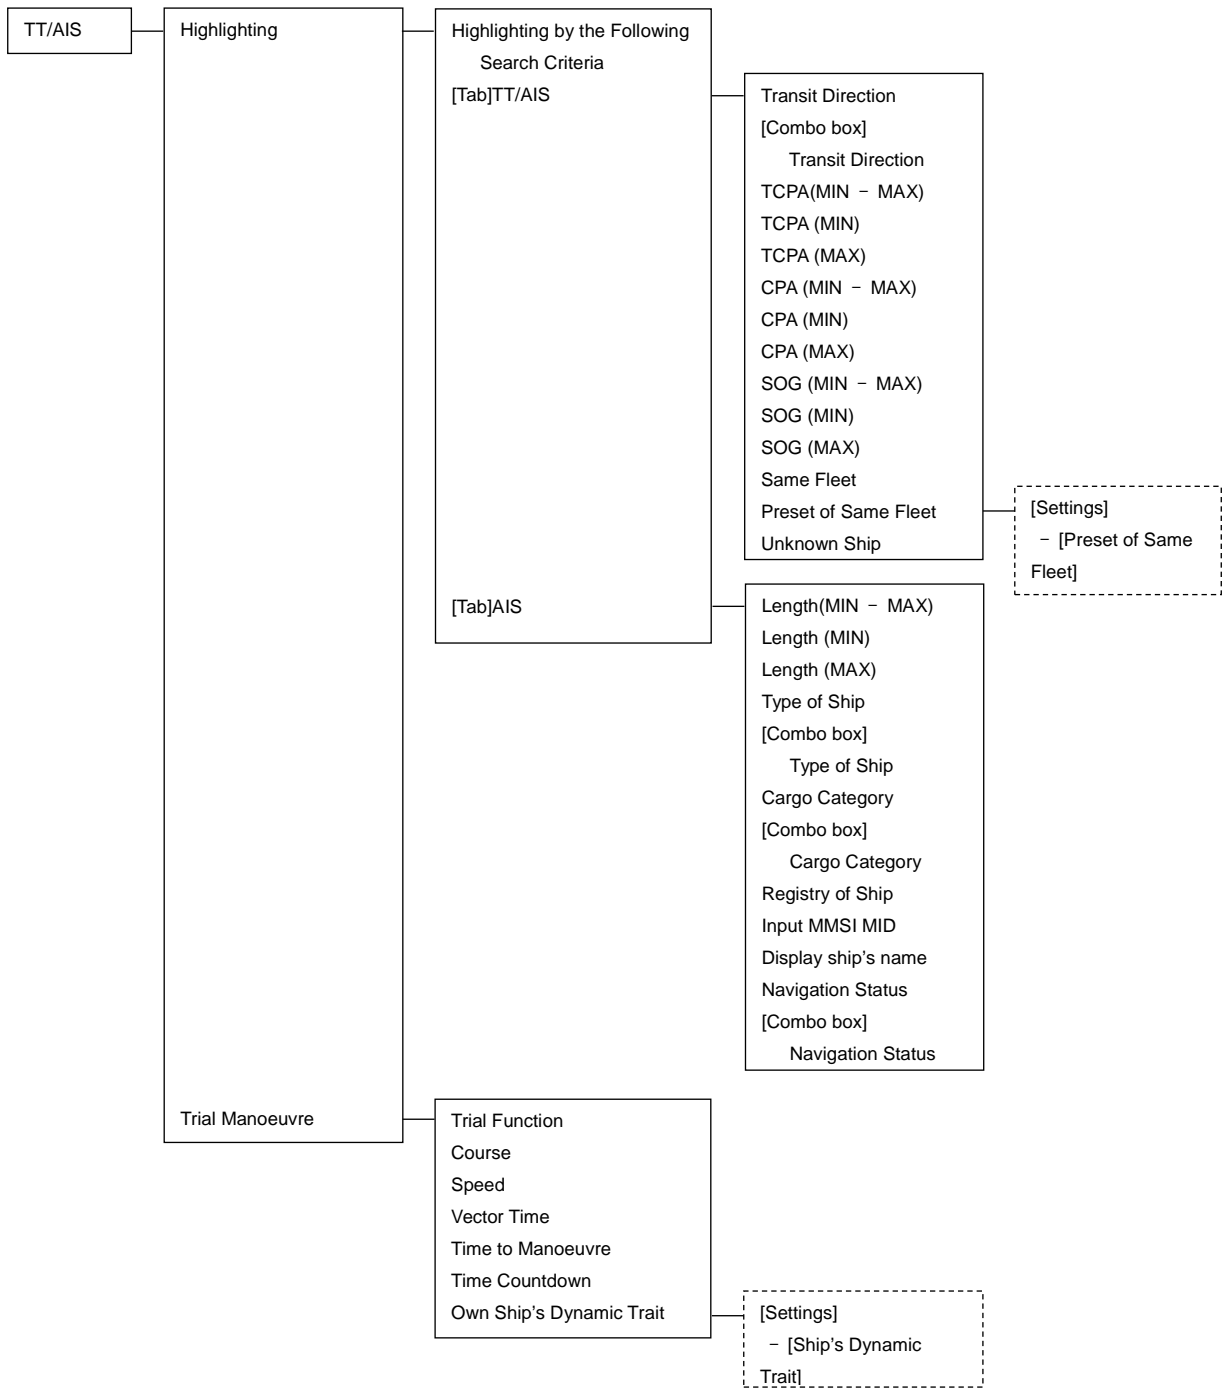 TT/AIS
Highlighting
Highlighting by the Following
Search Criteria
[Tab]TT/AIS
Transit Direction
[Combo box]
Transit Direction
TCPA(MIN － MAX)
TCPA (MIN)
TCPA (MAX)
CPA (MIN － MAX)
CPA (MIN)
CPA (MAX)
SOG (MIN － MAX)
SOG (MIN)
SOG (MAX)
Same Fleet
Preset of Same Fleet
Unknown Ship
[Settings]
－ [Preset of Same
Fleet]
[Tab]AIS
Length(MIN － MAX)
Length (MIN)
Length (MAX)
Type of Ship
[Combo box]
Type of Ship
Cargo Category
[Combo box]
Cargo Category
Registry of Ship
Input MMSI MID
Display ship's name
Navigation Status
[Combo box]
Navigation Status
Trial Manoeuvre
Trial Function
Course
Speed
Vector Time
Time to Manoeuvre
Time Countdown
Own Ship's Dynamic Trait
[Settings]
－ [Ship's Dynamic
Trait]